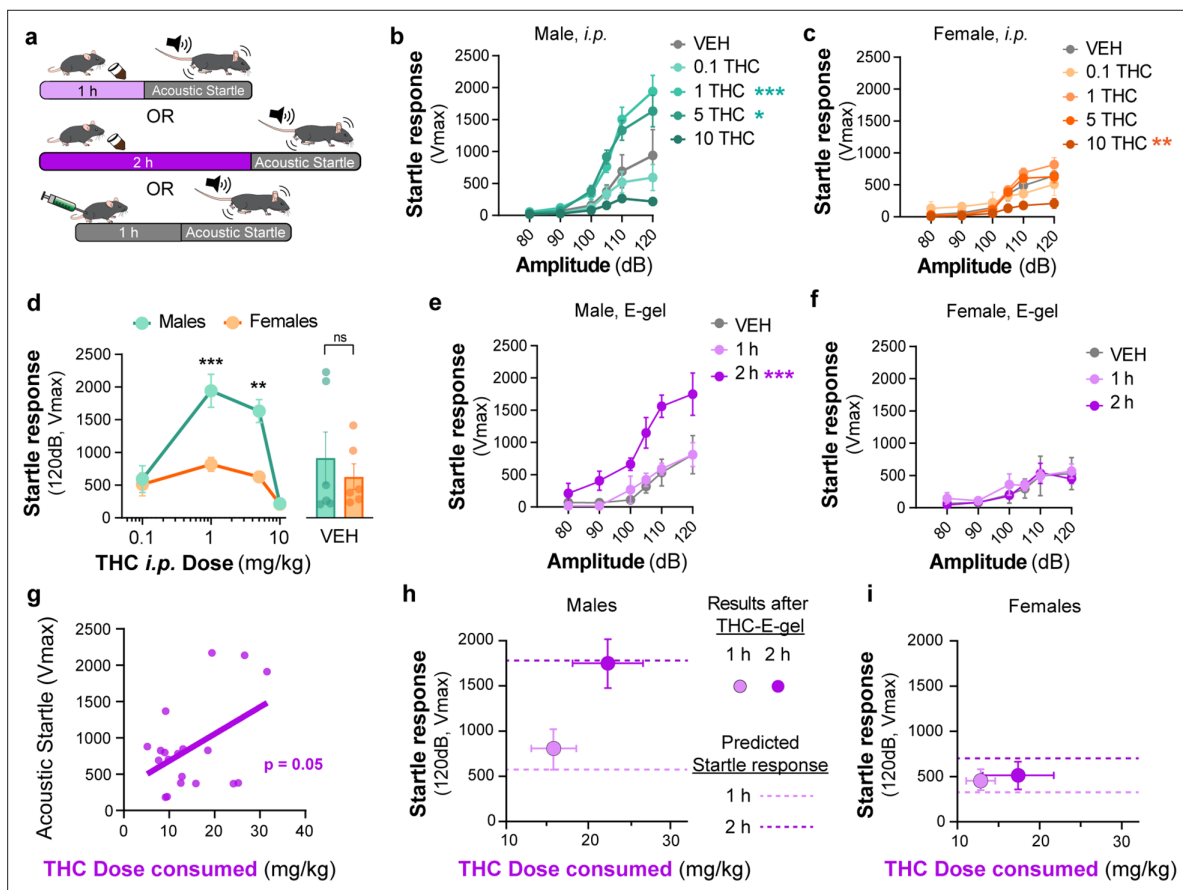 a
1 h
Acoustic Startle
OR
2 h
Acoustic Startle
OR
1 h
Acoustic Startle
b
Male, i.p.
Startle response
(Vmax)
2500
2000
1500
1000
500
0
80
90
100
110
120
Amplitude (dB)
VEH
0.1 THC
1 THC ***
5 THC *
10 THC
c
Female, i.p.
Startle response
(Vmax)
2500
2000
1500
1000
500
0
80
90
100
110
120
Amplitude (dB)
VEH
0.1 THC
1 THC
5 THC
10 THC **
d
Males
Females
Startle response
(120dB, Vmax)
2500
2000
1500
1000
500
0
***
**
ns
0.1
1
10
VEH
THC i.p. Dose (mg/kg)
e
Male, E-gel
Startle response
(Vmax)
2500
2000
1500
1000
500
0
80
90
100
110
120
Amplitude (dB)
VEH
1 h
2 h ***
f
Female, E-gel
Startle response
(Vmax)
2500
2000
1500
1000
500
0
80
90
100
110
120
Amplitude (dB)
VEH
1 h
2 h
g
Acoustic Startle (Vmax)
2500
2000
1500
1000
500
0
p = 0.05
0
10
20
30
40
THC Dose consumed (mg/kg)
h
Males
Startle response
(120dB, Vmax)
2000
1500
1000
500
0
10
20
30
THC Dose consumed (mg/kg)
Results after
THC-E-gel
1 h
2 h
Predicted
Startle response
1 h
2 h
i
Females
Startle response
(120dB, Vmax)
2000
1500
1000
500
0
10
20
30
THC Dose consumed (mg/kg)